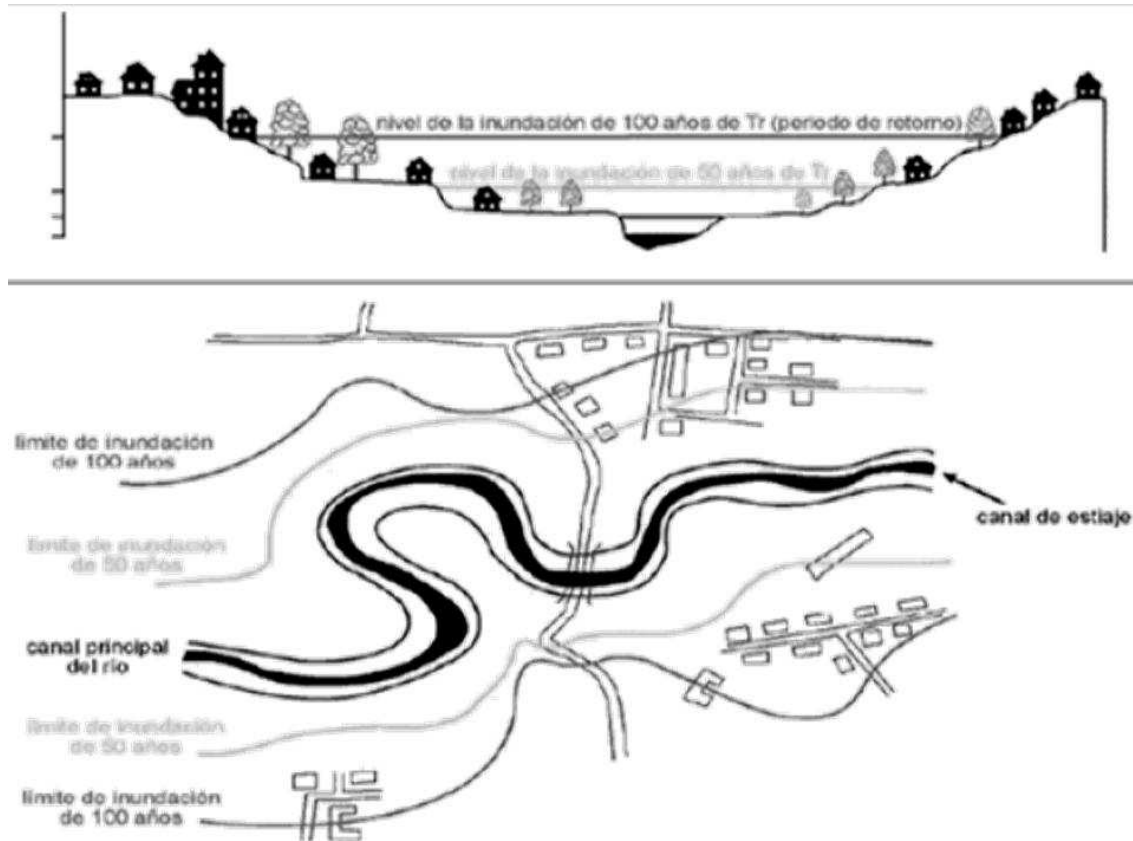 nivel de la inundación de 100 años de Tr (periodo de retorno)
nivel de la inundación de 50 años de Tr
límite de inundación
de 100 años
límite de inundación
de 50 años
canal de estiaje
canal principal
del río
límite de inundación
de 50 años
límite de inundación
de 100 años